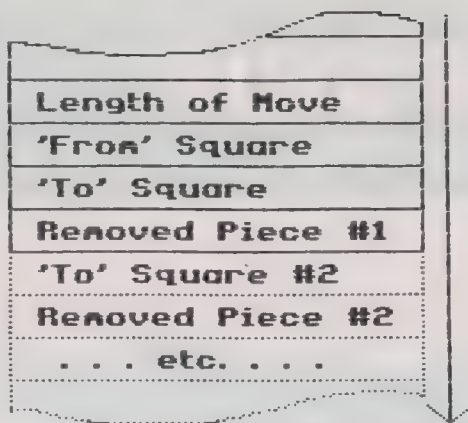 Length of Move
'From' Square
'To' Square
Removed Piece #1
'To' Square #2
Removed Piece #2
. . . etc. . . .